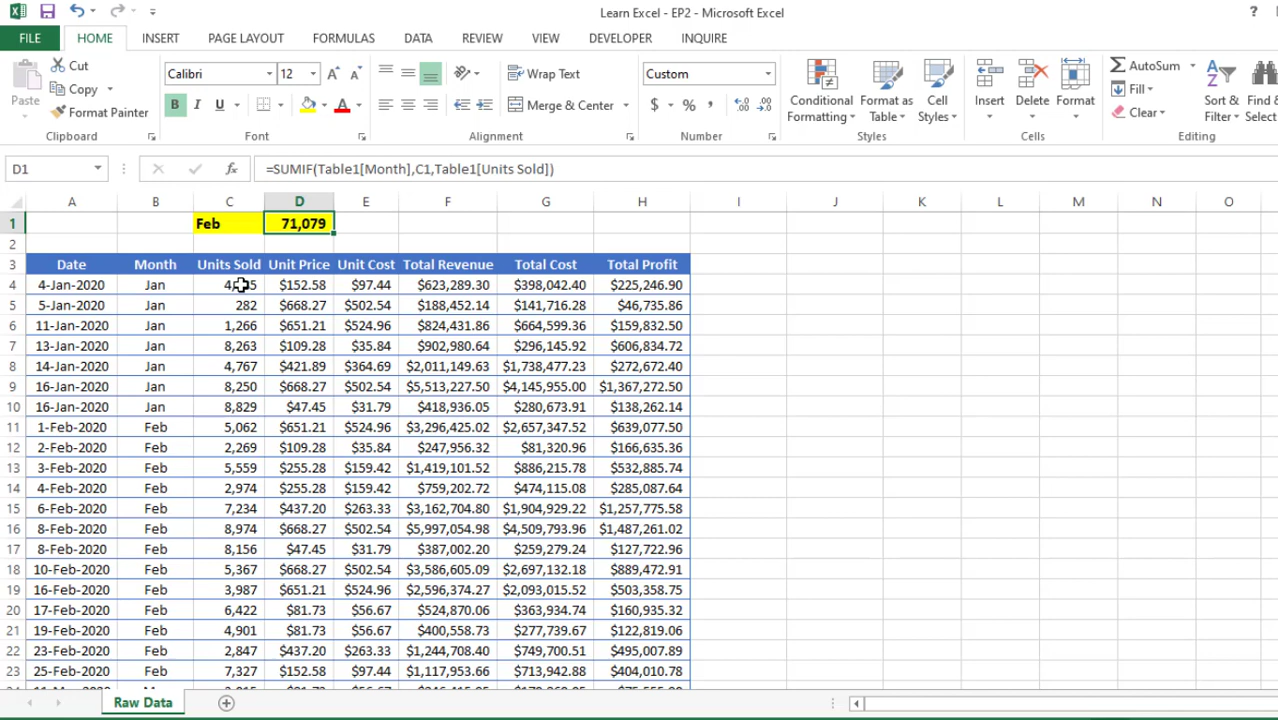 Learn Excel - EP2 - Microsoft Excel
?
FILE HOME INSERT PAGE LAYOUT FORMULAS DATA REVIEW VIEW DEVELOPER INQUIRE
Paste
Cut
Copy
Format Painter
Clipboard
Calibri 12
B I U
Font
Wrap Text
Merge & Center
Alignment
Custom
$ % ,
Number
Conditional Formatting
Format as Table
Cell Styles
Styles
Insert
Delete
Format
Cells
AutoSum
Fill
Clear
Sort & Filter
Find & Select
Editing
D1 fx =SUMIF(Table1[Month],C1,Table1[Units Sold])
A B C D E F G H I J K L M N O
1 Feb 71,079
2
3 Date Month Units Sold Unit Price Unit Cost Total Revenue Total Cost Total Profit
4 4-Jan-2020 Jan $152.58 $97.44 $623,289.30 $398,042.40 $225,246.90
5 5-Jan-2020 Jan 282 $668.27 $502.54 $188,452.14 $141,716.28 $46,735.86
6 11-Jan-2020 Jan 1,266 $651.21 $524.96 $824,431.86 $664,599.36 $159,832.50
7 13-Jan-2020 Jan 8,263 $109.28 $35.84 $902,980.64 $296,145.92 $606,834.72
8 14-Jan-2020 Jan 4,767 $421.89 $364.69 $2,011,149.63 $1,738,477.23 $272,672.40
9 16-Jan-2020 Jan 8,250 $668.27 $502.54 $5,513,227.50 $4,145,955.00 $1,367,272.50
10 16-Jan-2020 Jan 8,829 $47.45 $31.79 $418,936.05 $280,673.91 $138,262.14
11 1-Feb-2020 Feb 5,062 $651.21 $524.96 $3,296,425.02 $2,657,347.52 $639,077.50
12 2-Feb-2020 Feb 2,269 $109.28 $35.84 $247,956.32 $81,320.96 $166,635.36
13 3-Feb-2020 Feb 5,559 $255.28 $159.42 $1,419,101.52 $886,215.78 $532,885.74
14 4-Feb-2020 Feb 2,974 $255.28 $159.42 $759,202.72 $474,115.08 $285,087.64
15 6-Feb-2020 Feb 7,234 $437.20 $263.33 $3,162,704.80 $1,904,929.22 $1,257,775.58
16 8-Feb-2020 Feb 8,974 $668.27 $502.54 $5,997,054.98 $4,509,793.96 $1,487,261.02
17 8-Feb-2020 Feb 8,156 $47.45 $31.79 $387,002.20 $259,279.24 $127,722.96
18 10-Feb-2020 Feb 5,367 $668.27 $502.54 $3,586,605.09 $2,697,132.18 $889,472.91
19 16-Feb-2020 Feb 3,987 $651.21 $524.96 $2,596,374.27 $2,093,015.52 $503,358.75
20 17-Feb-2020 Feb 6,422 $81.73 $56.67 $524,870.06 $363,934.74 $160,935.32
21 19-Feb-2020 Feb 4,901 $81.73 $56.67 $400,558.73 $277,739.67 $122,819.06
22 23-Feb-2020 Feb 2,847 $437.20 $263.33 $1,244,708.40 $749,700.51 $495,007.89
23 25-Feb-2020 Feb 7,327 $152.58 $97.44 $1,117,953.66 $713,942.88 $404,010.78
Raw Data